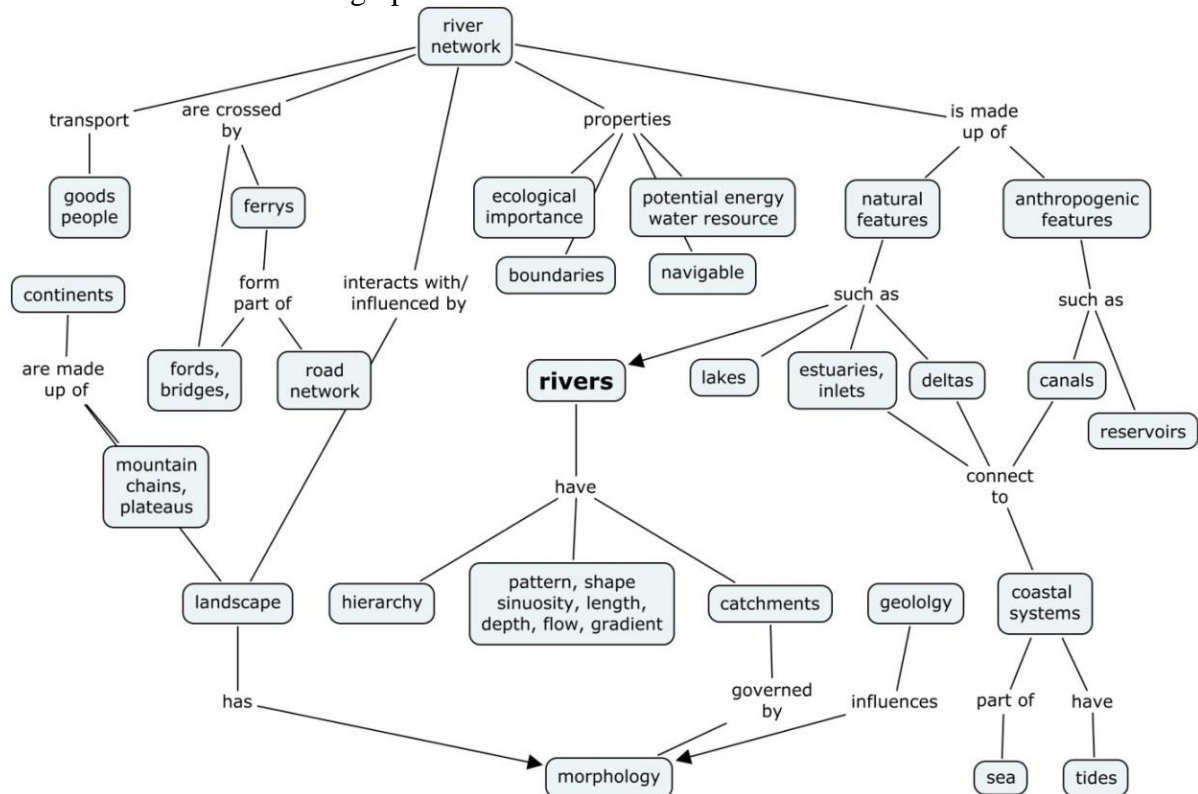 river
network
transport
are crossed
by
properties
is made
up of
goods
people
ferrys
ecological
importance
potential energy
water resource
natural
features
anthropogenic
features
boundaries
navigable
continents
form
part of
interacts with/
influenced by
such as
such as
are made
up of
fords,
bridges,
road
network
rivers
lakes
estuaries,
inlets
deltas
canals
reservoirs
mountain
chains,
plateaus
have
connect
to
landscape
hierarchy
pattern, shape
sinuosity, length,
depth, flow, gradient
catchments
geololgy
coastal
systems
has
governed
by
influences
part of
have
morphology
sea
tides